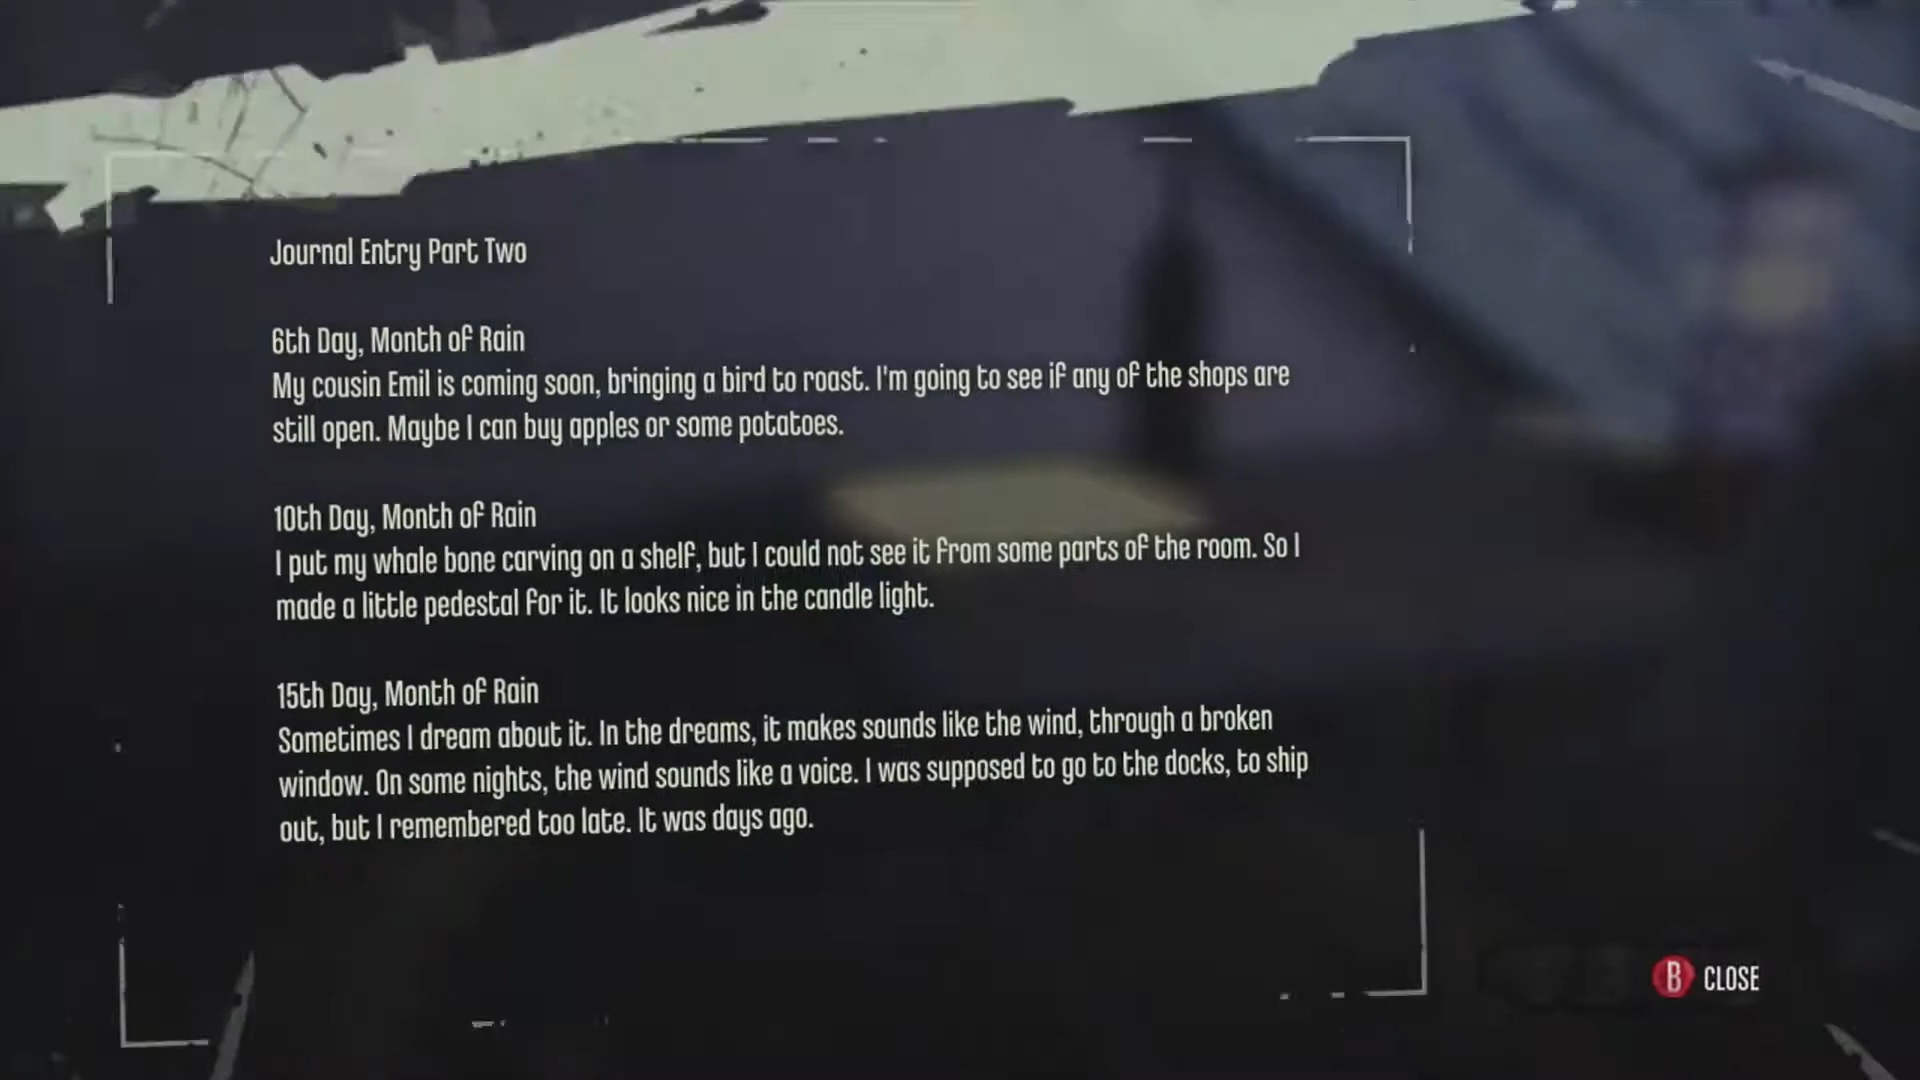 Journal Entry Part Two
6th Day, Month of Rain
My cousin Emil is coming soon, bringing a bird to roast. I'm going to see if any of the shops are
still open. Maybe I can buy apples or some potatoes.
10th Day, Month of Rain
I put my whale bone carving on a shelf, but I could not see it from some parts of the room. So I
made a little pedestal for it. It looks nice in the candle light.
15th Day, Month of Rain
Sometimes I dream about it. In the dreams, it makes sounds like the wind, through a broken
window. On some nights, the wind sounds like a voice. I was supposed to go to the docks, to ship
out, but I remembered too late. It was days ago.
B CLOSE